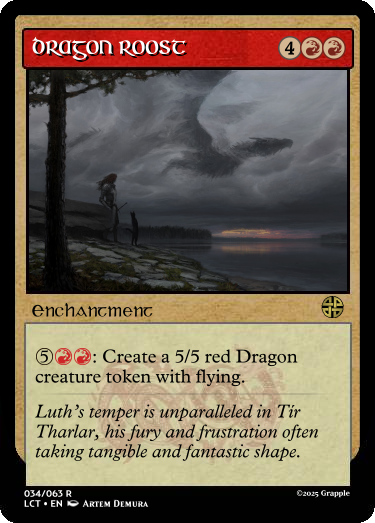 Dragon Roost 4
Enchantment
5: Create a 5/5 red Dragon
creature token with flying.
Luth's temper is unparalleled in Tír
Tharlar, his fury and frustration often
taking tangible and fantastic shape.
034/063 R
LCT • EN Artem Demura
©2025 Grapple